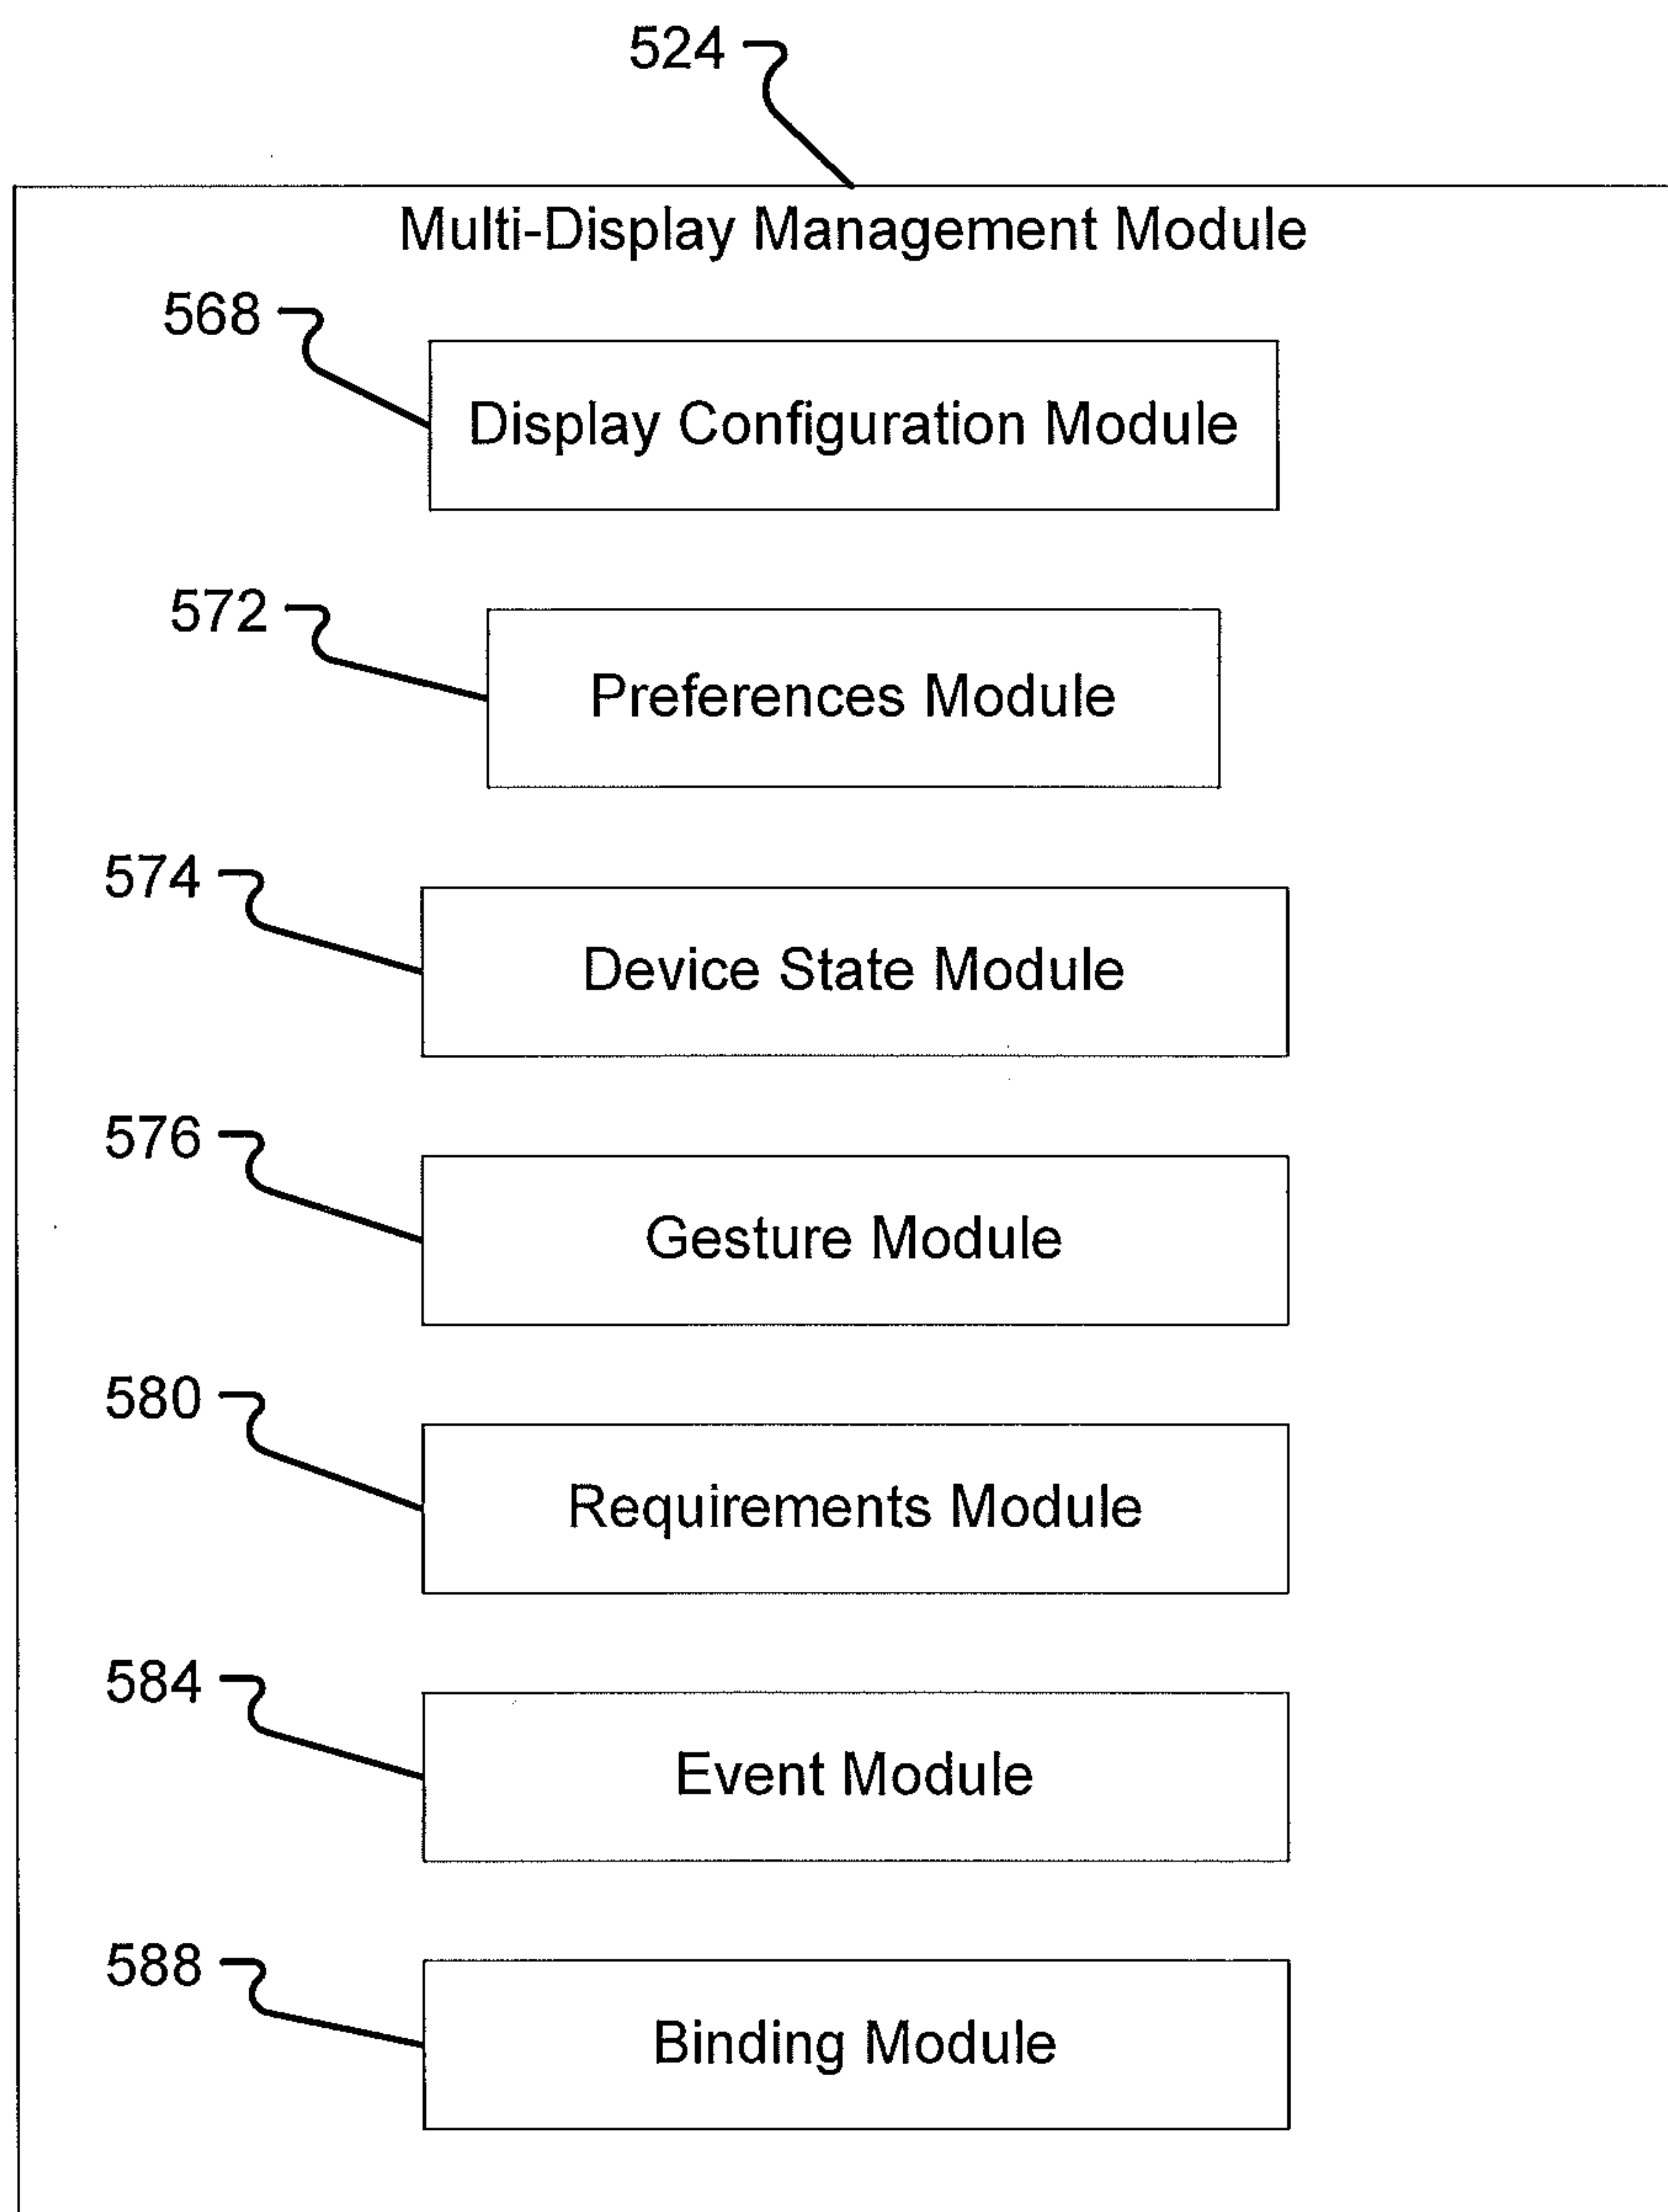 524
Multi-Display Management Module
568
Display Configuration Module
572
Preferences Module
574
Device State Module
576
Gesture Module
580
Requirements Module
584
Event Module
588
Binding Module